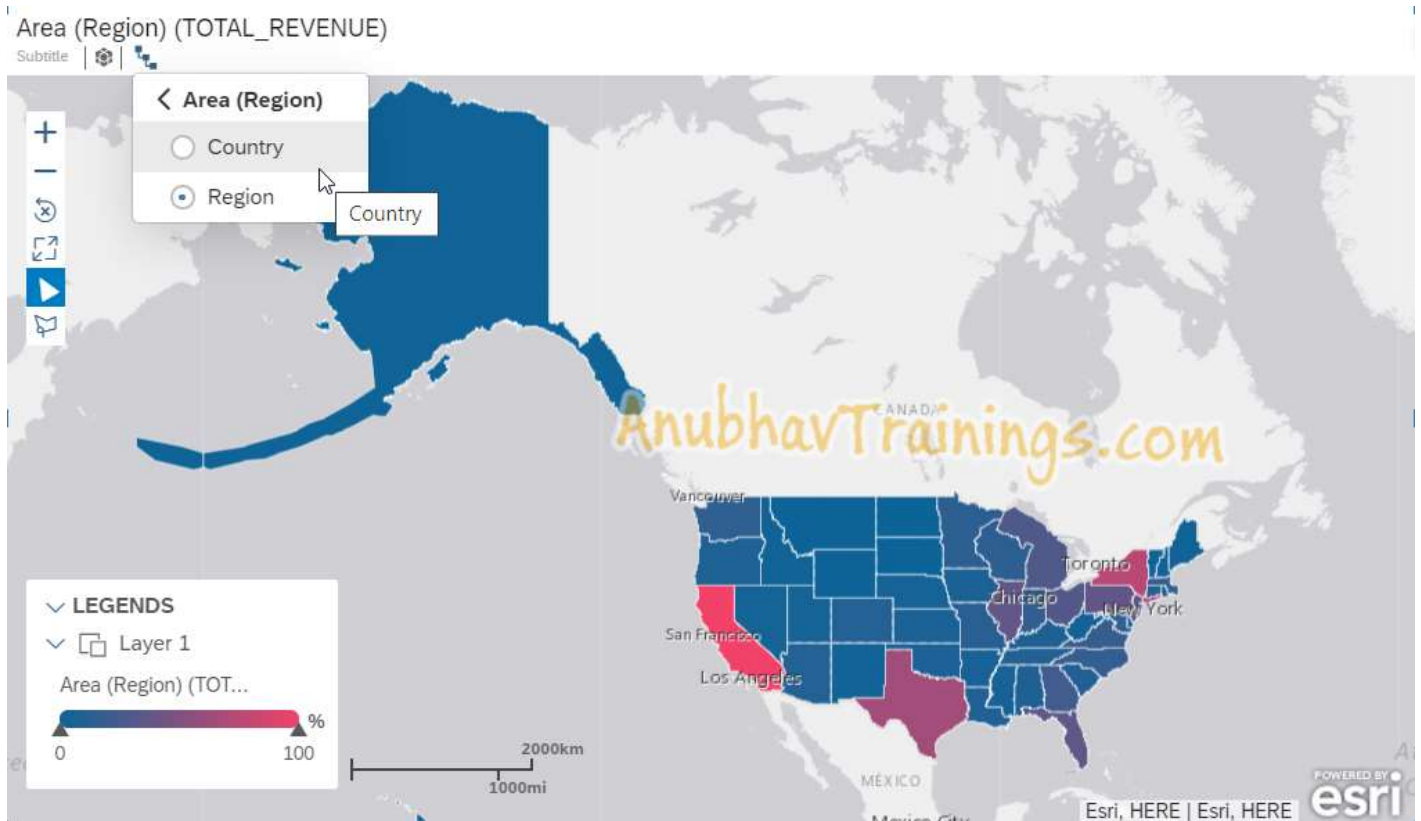 Area (Region) (TOTAL_REVENUE)
Subtitle
Area (Region)
Country
Region
Country
CANADA
AnubhavTrainings.com
Vancouver
Toronto
Chicago
New York
San Francisco
Los Angeles
LEGENDS
Layer 1
Area (Region) (TOT...
%
0 100
2000km
1000mi
MÉXICO
Mexico City
POWERED BY
esri
Esri, HERE | Esri, HERE